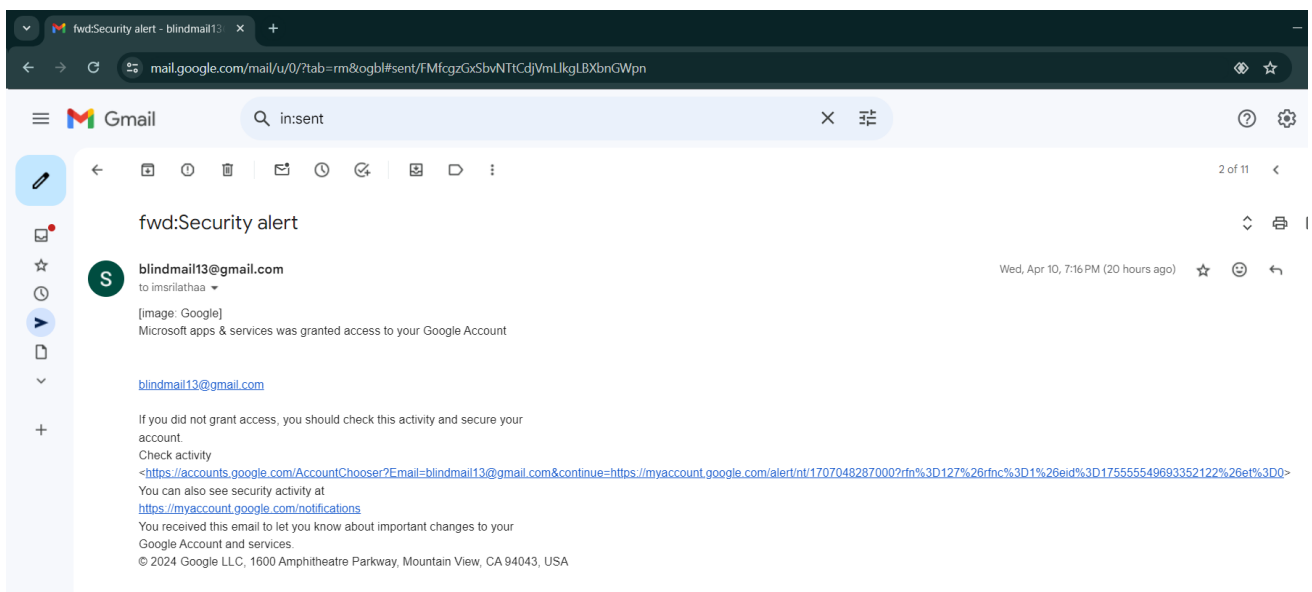 fwd:Security alert - blindmail13
mail.google.com/mail/u/0/?tab=rm&ogbl#sent/FMfcgzGxSbvNTtCdjVmLlkgLBXbnGWpn
Gmail
in:sent
2 of 11
fwd:Security alert
S
blindmail13@gmail.com
Wed, Apr 10, 7:16 PM (20 hours ago)
to imsrilathaa
[image: Google]
Microsoft apps & services was granted access to your Google Account
blindmail13@gmail.com
If you did not grant access, you should check this activity and secure your
account.
Check activity
<https://accounts.google.com/AccountChooser?Email=blindmail13@gmail.com&continue=https://myaccount.google.com/alert/nt/1707048287000?rfn%3D127%26rfnc%3D1%26eid%3D175555549693352122%26et%3D0>
You can also see security activity at
https://myaccount.google.com/notifications
You received this email to let you know about important changes to your
Google Account and services.
© 2024 Google LLC, 1600 Amphitheatre Parkway, Mountain View, CA 94043, USA